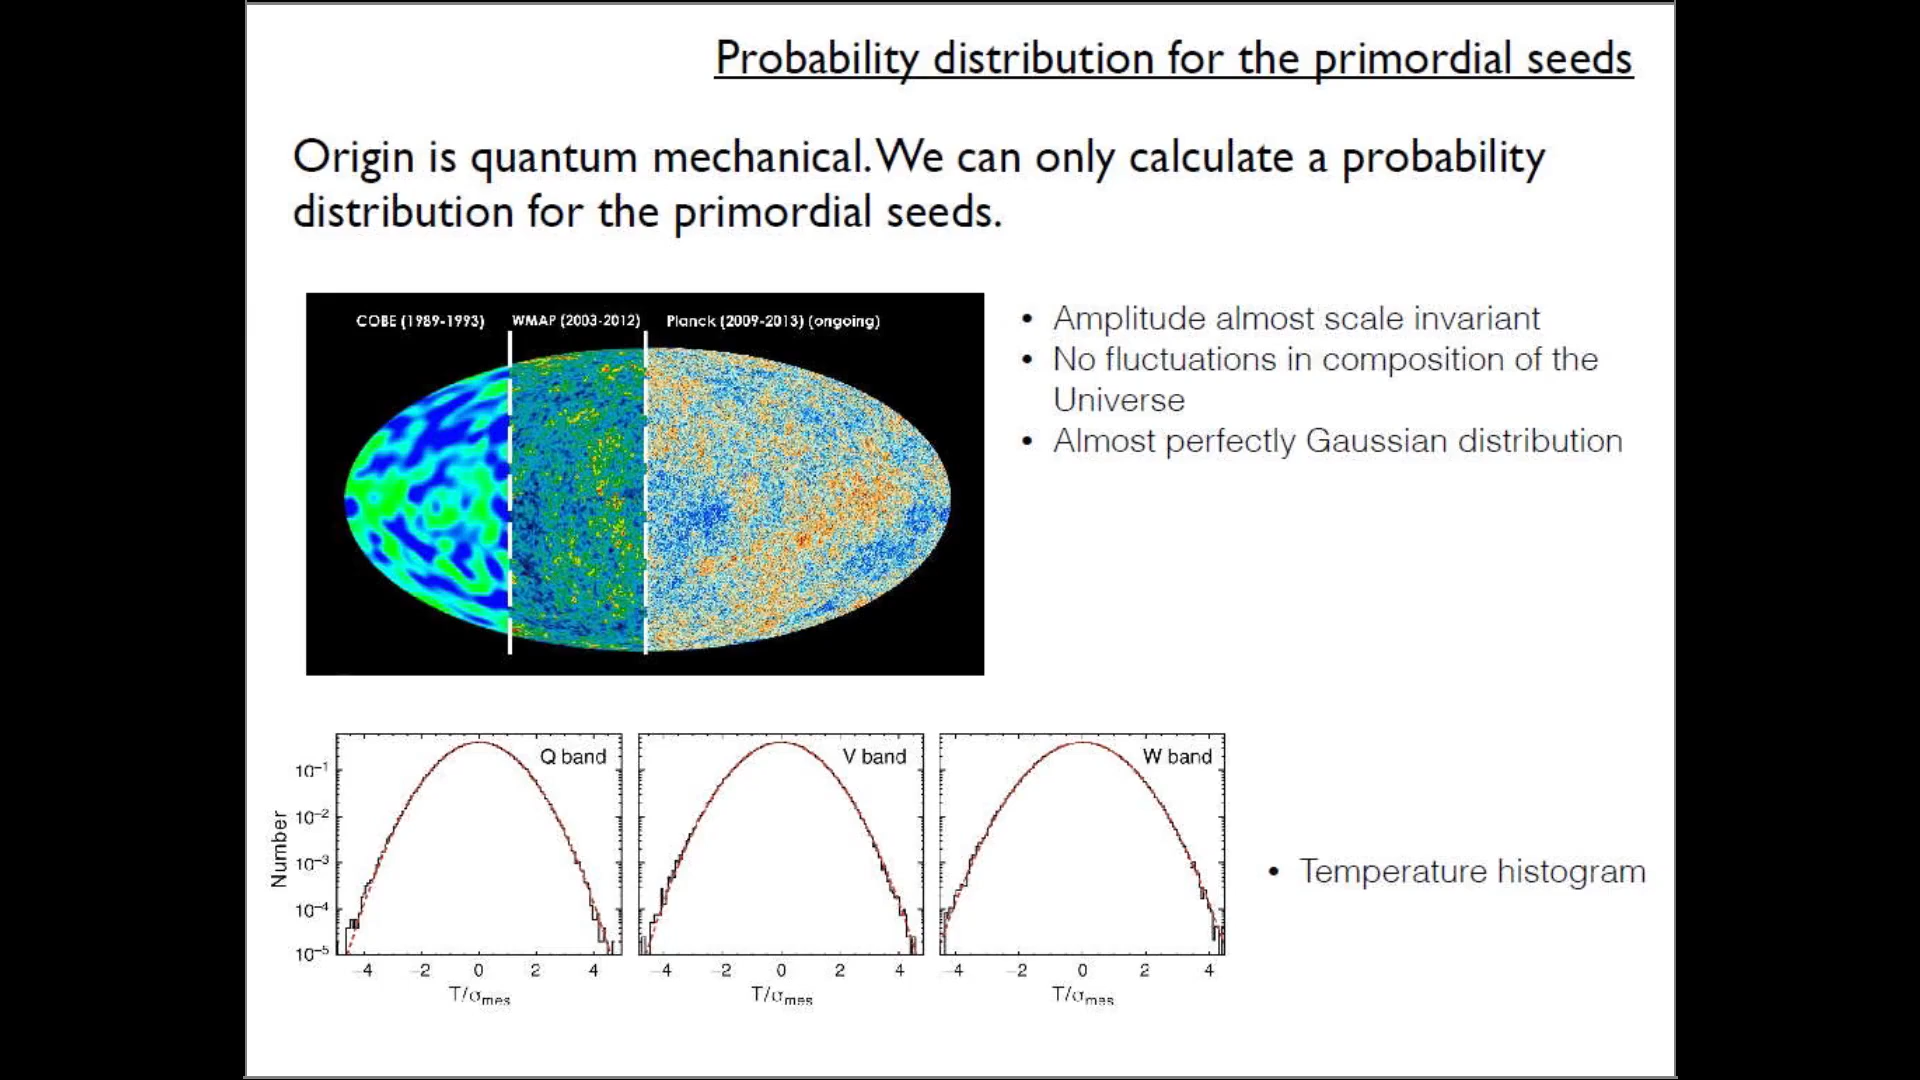 Probability distribution for the primordial seeds
Origin is quantum mechanical. We can only calculate a probability
distribution for the primordial seeds.
COBE (1989-1993) WMAP (2003-2012) Planck (2009-2013) (ongoing)
• Amplitude almost scale invariant
• No fluctuations in composition of the
Universe
• Almost perfectly Gaussian distribution
Q band V band W band
Number
10⁻¹
10⁻²
10⁻³
10⁻⁴
10⁻⁵
−4 −2 0 2 4 −4 −2 0 2 4 −4 −2 0 2 4
T/σmes T/σmes T/σmes
• Temperature histogram